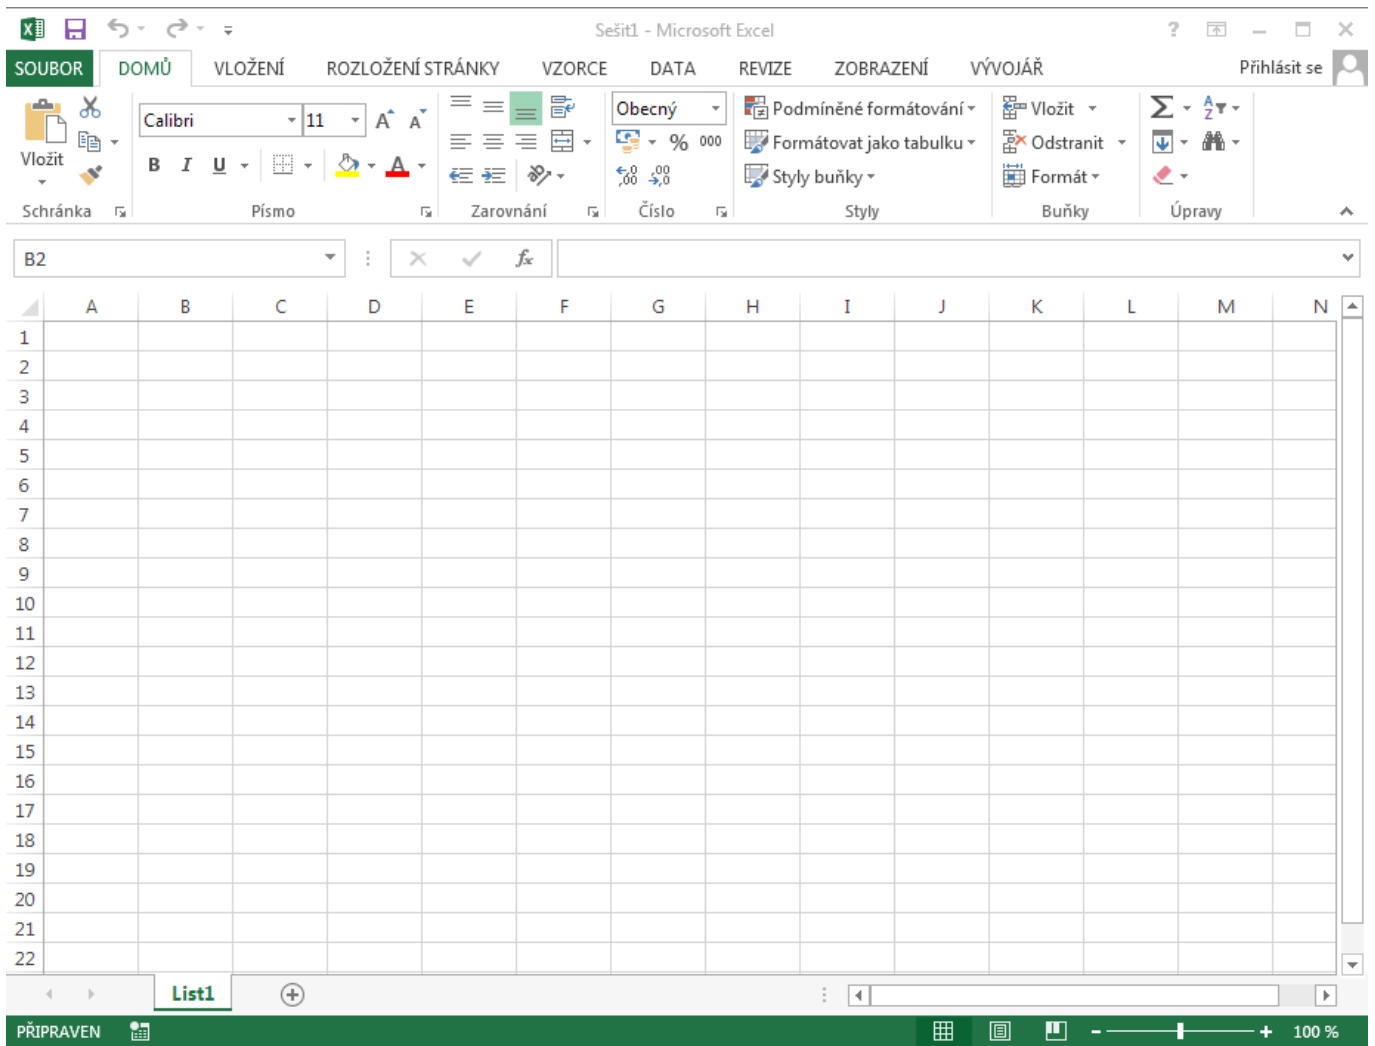 Sešit1 - Microsoft Excel
SOUBOR DOMŮ VLOŽENÍ ROZLOŽENÍ STRÁNKY VZORCE DATA REVIZE ZOBRAZENÍ VÝVOJÁŘ Přihlásit se
Calibri 11 A A Obecný Podmíněné formátování Vložit Σ A Z
Vložit % 000 Formátovat jako tabulku Odstranit
B I U A ,00 ,0 Styly buňky Formát
Schránka Písmo Zarovnání Číslo Styly Buňky Úpravy
B2 fx
A B C D E F G H I J K L M N
1
2
3
4
5
6
7
8
9
10
11
12
13
14
15
16
17
18
19
20
21
22
List1
PŘIPRAVEN 100 %